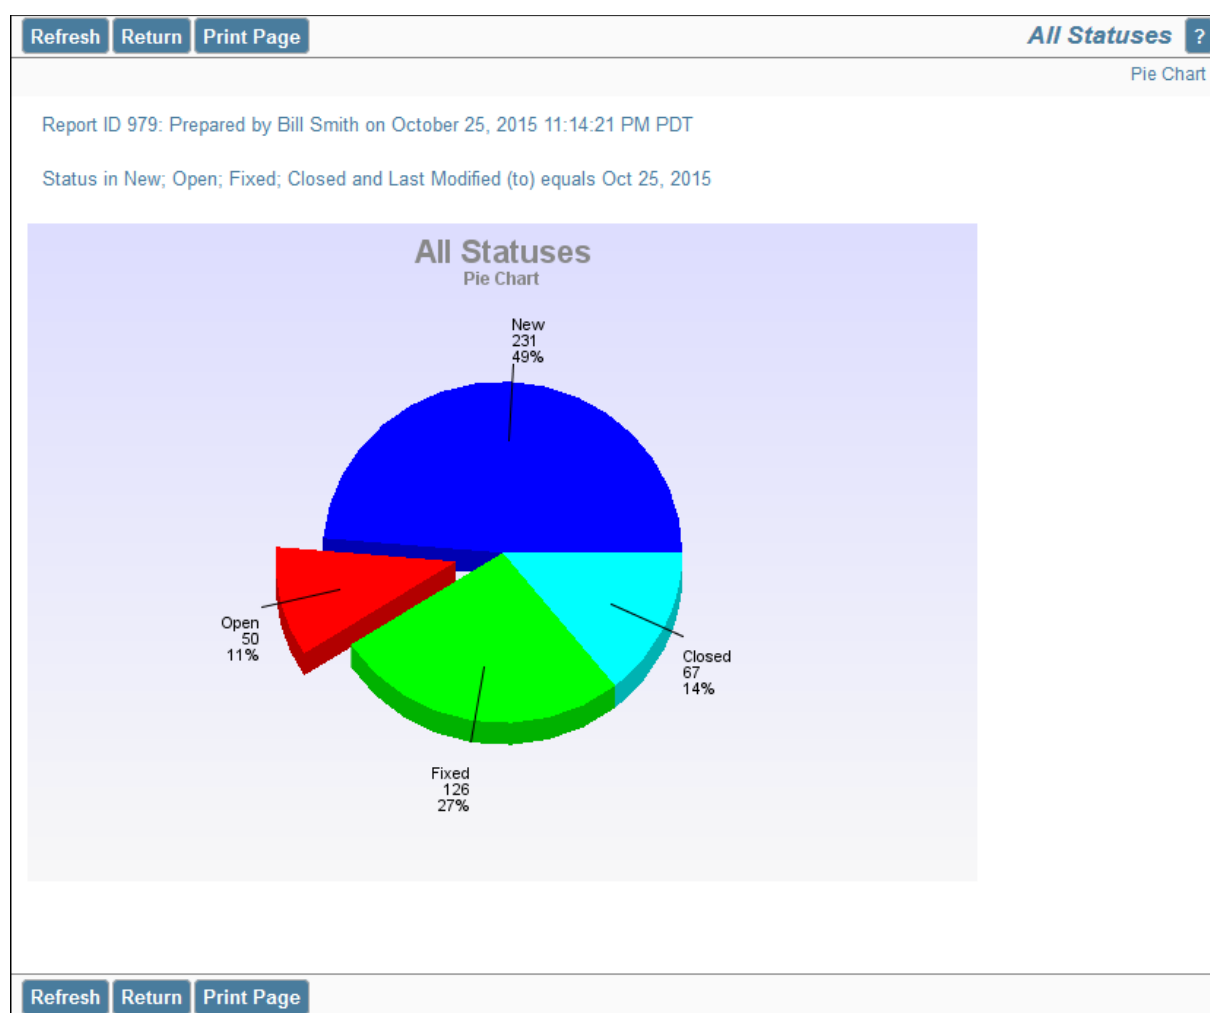 Refresh Return Print Page All Statuses ?
Pie Chart
Report ID 979: Prepared by Bill Smith on October 25, 2015 11:14:21 PM PDT
Status in New; Open; Fixed; Closed and Last Modified (to) equals Oct 25, 2015
All Statuses
Pie Chart
New
231
49%
Open
50
11%
Closed
67
14%
Fixed
126
27%
Refresh Return Print Page